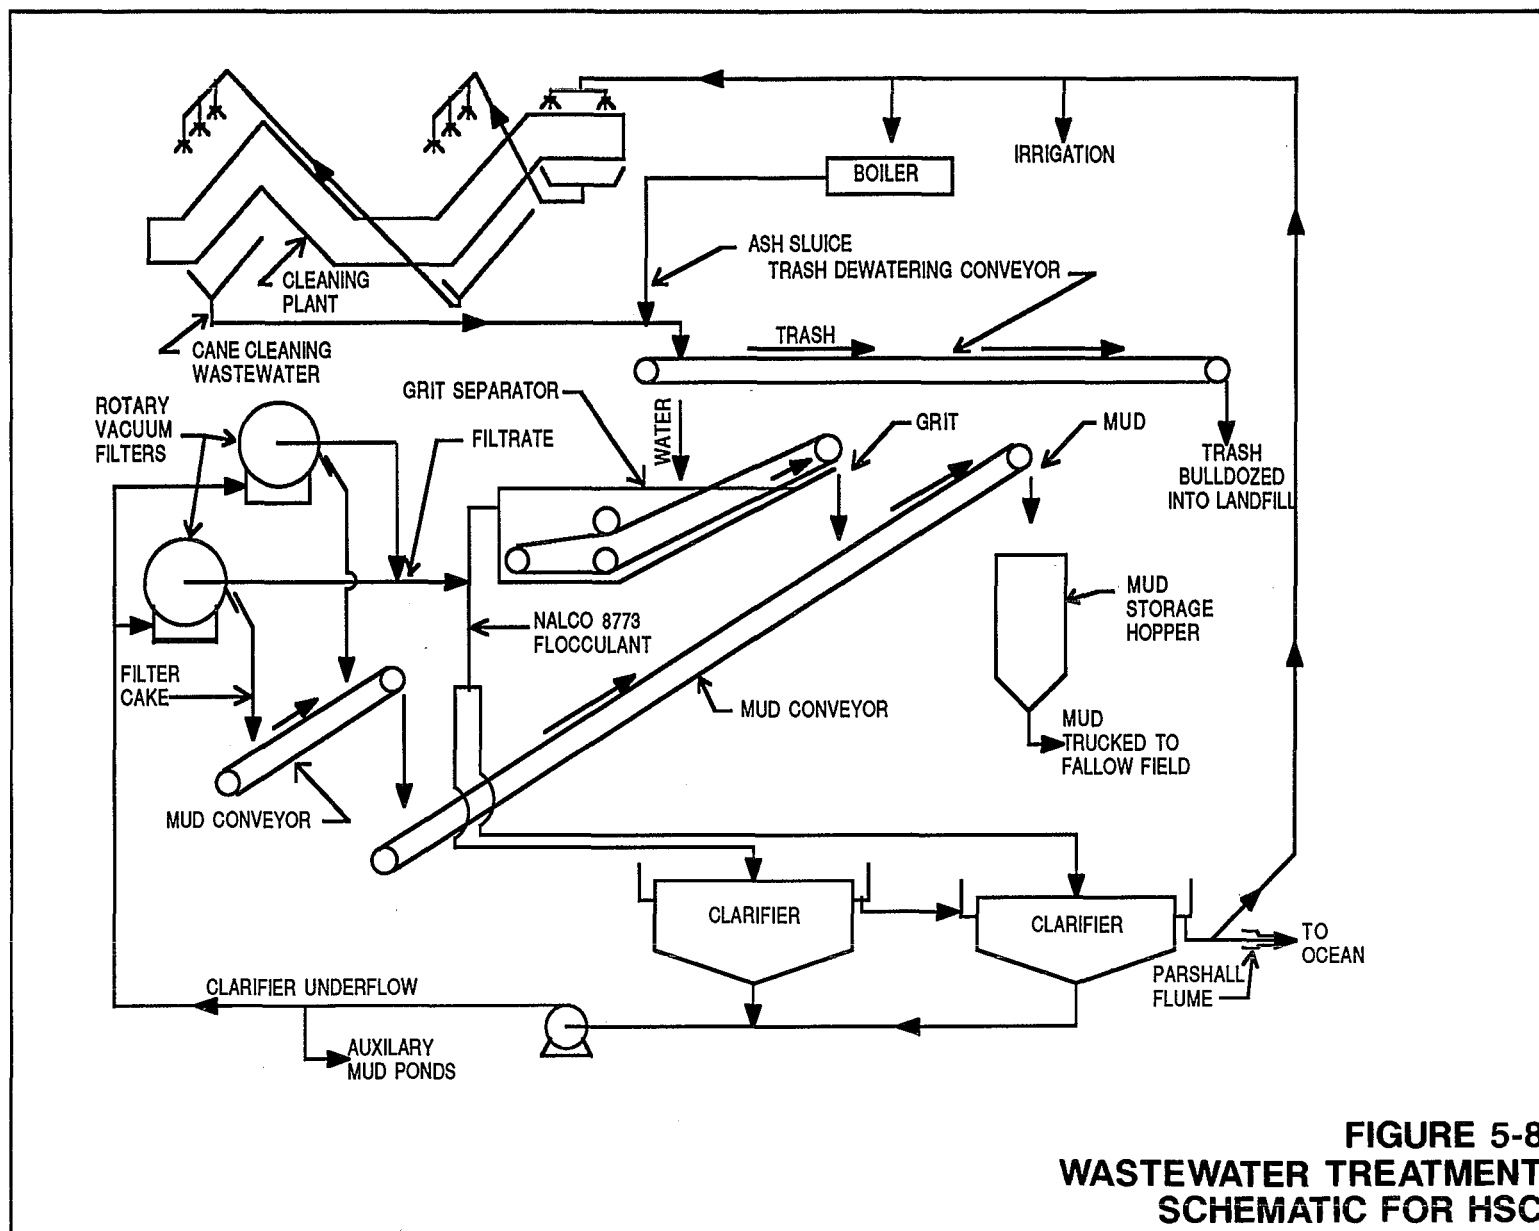 IRRIGATION
BOILER
ASH SLUICE
TRASH DEWATERING CONVEYOR
CLEANING
PLANT
CANE CLEANING
WASTEWATER
TRASH
GRIT SEPARATOR
ROTARY
VACUUM
FILTERS
FILTRATE
WATER
GRIT
MUD
TRASH
BULLDOZED
INTO LANDFILL
NALCO 8773
FLOCCULANT
MUD
STORAGE
HOPPER
FILTER
CAKE
MUD CONVEYOR
MUD
TRUCKED TO
FALLOW FIELD
MUD CONVEYOR
CLARIFIER
CLARIFIER
TO
OCEAN
PARSHALL
FLUME
CLARIFIER UNDERFLOW
AUXILARY
MUD PONDS
FIGURE 5-8
WASTEWATER TREATMENT
SCHEMATIC FOR HSC